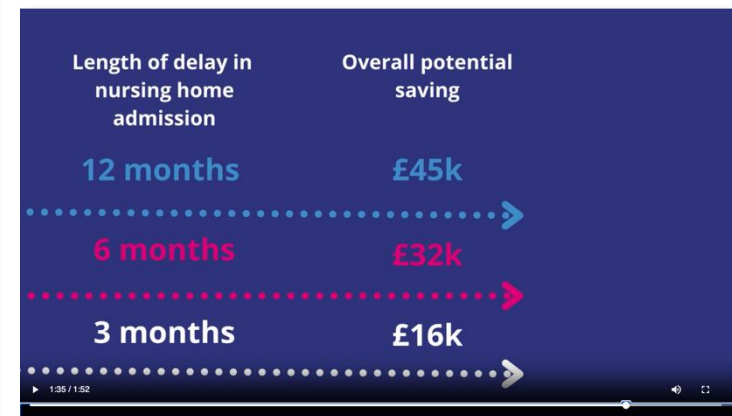 Length of delay in
nursing home
admission
Overall potential
saving
12 months
£45k
6 months
£32k
3 months
£16k
1:35 / 1:52